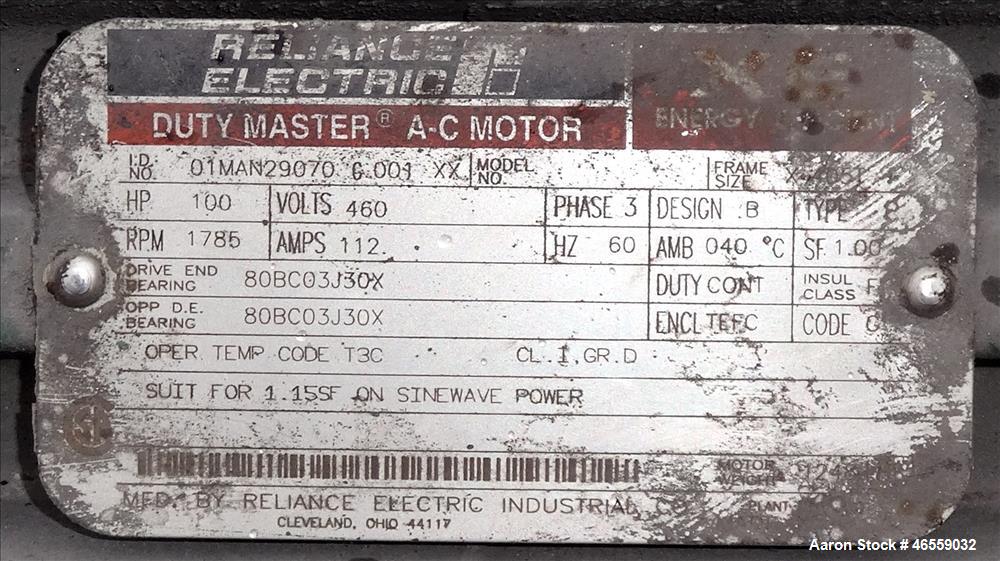 RELIANCE
ELECTRIC
DUTY MASTER® A-C MOTOR
ENERGY
I.D. NO. 01MAN29070 G.001 XX MODEL NO. FRAME SIZE
HP 100 VOLTS 460 PHASE 3 DESIGN B TYPE
RPM 1785 AMPS 112. HZ 60 AMB 040 °C SF 1.00
DRIVE END BEARING 80BC03J30X DUTY CONT INSUL CLASS F
OPP D.E. BEARING 80BC03J30X ENCL TEFC CODE
OPER TEMP CODE T3C CL.I,GR.D
SUIT FOR 1.15SF ON SINEWAVE POWER
MOTOR WEIGHT
MFD. BY RELIANCE ELECTRIC INDUSTRIAL CO PLANT
CLEVELAND, OHIO 44117
Aaron Stock # 46559032